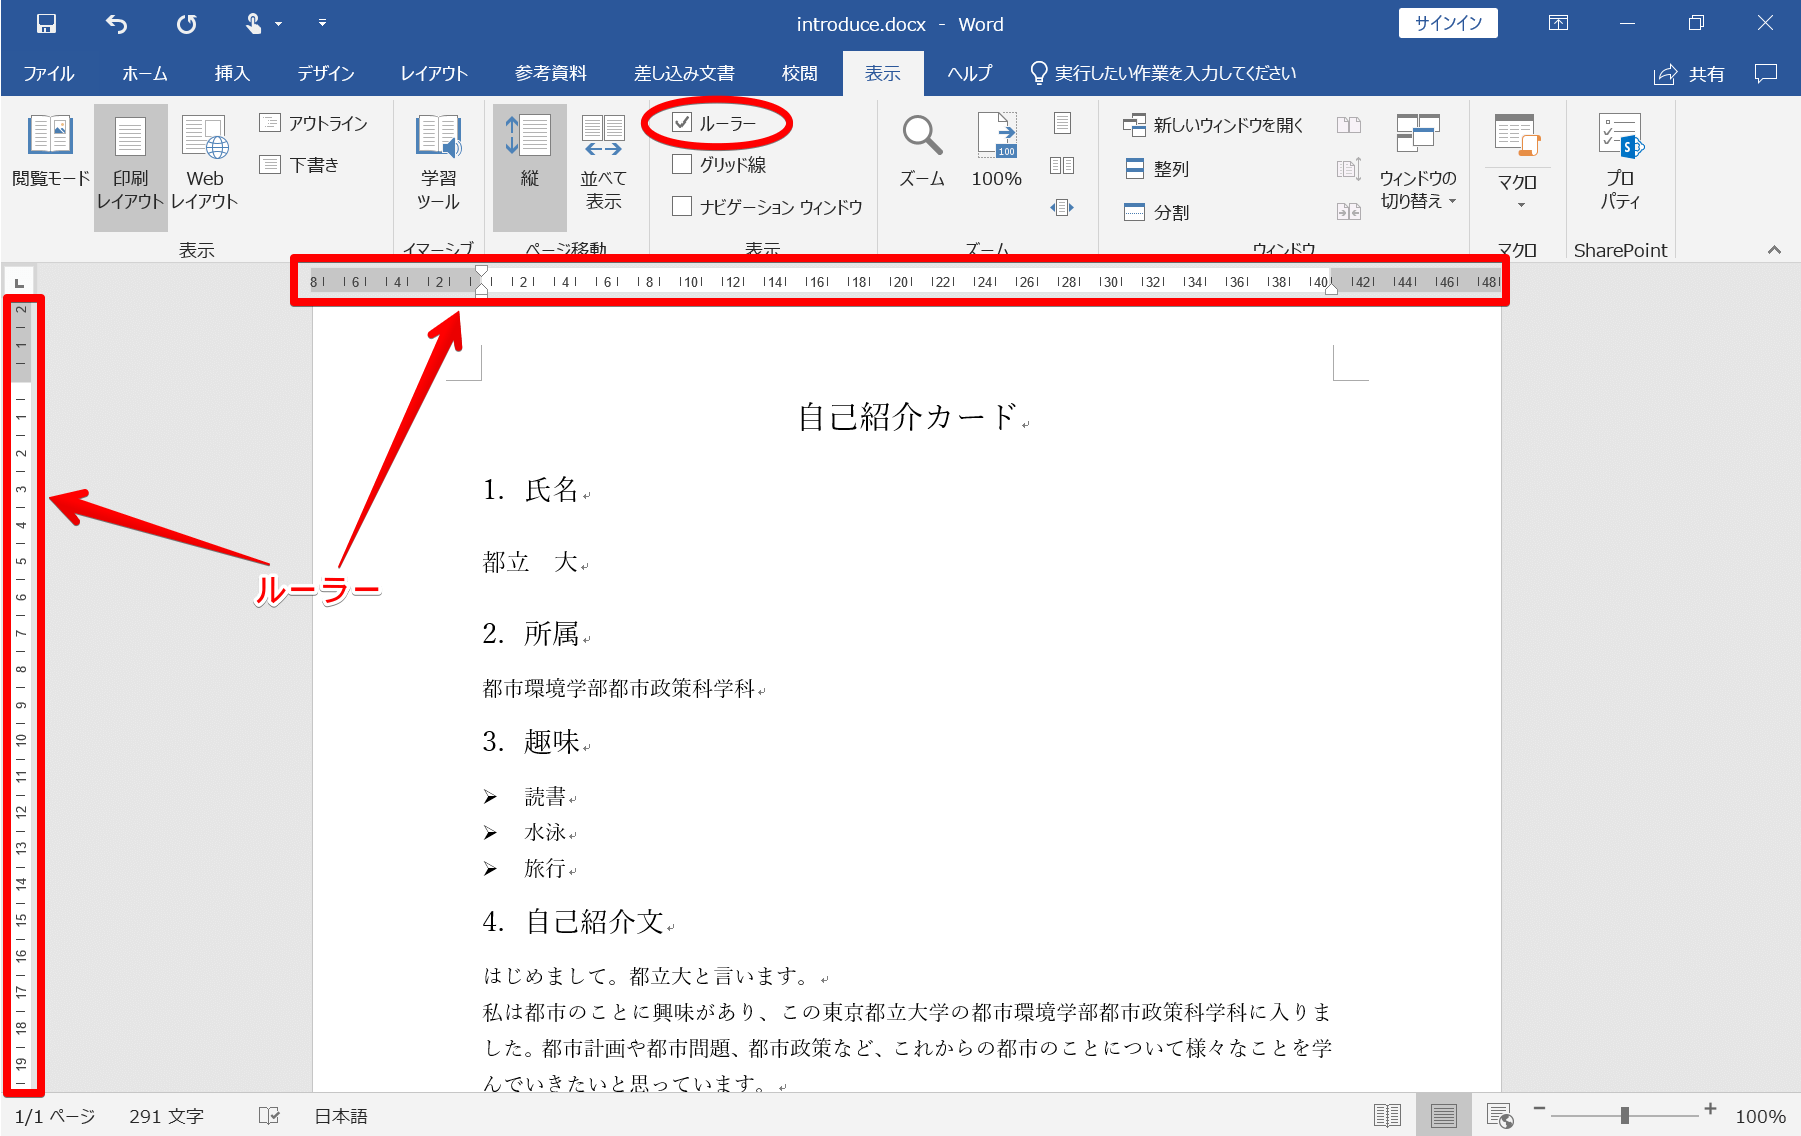 introduce.docx - Word
サインイン
ファイル ホーム 挿入 デザイン レイアウト 参考資料 差し込み文書 校閲 表示 ヘルプ 実行したい作業を入力してください 共有
閲覧モード
印刷
レイアウト
Web
レイアウト
アウトライン
下書き
表示
学習
ツール
イマーシブ
縦
並べて
表示
ページ移動
ルーラー
グリッド線
ナビゲーション ウィンドウ
表示
ズーム
100
100%
ズーム
新しいウィンドウを開く
整列
分割
ウィンドウの
切り替え
ウィンドウ
マクロ
マクロ
S
プロ
パティ
SharePoint
L
8 6 4 2 2 4 6 8 10 12 14 16 18 20 22 24 26 28 30 32 34 36 38 40 42 44 46 48
2
1
1
2
3
4
5
6
7
8
9
10
11
12
13
14
15
16
17
18
19
ルーラー
自己紹介カード
1. 氏名
都立　大
2. 所属
都市環境学部都市政策科学科
3. 趣味
➢ 読書
➢ 水泳
➢ 旅行
4. 自己紹介文
はじめまして。都立大と言います。
私は都市のことに興味があり、この東京都立大学の都市環境学部都市政策科学科に入りま
した。都市計画や都市問題、都市政策など、これからの都市のことについて様々なことを学
んでいきたいと思っています。
1/1 ページ 291 文字 日本語 100%